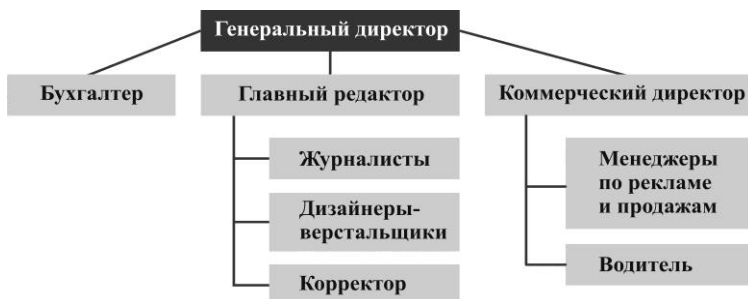 Генеральный директор
Бухгалтер
Главный редактор
Коммерческий директор
Журналисты
Дизайнеры-
верстальщики
Корректор
Менеджеры
по рекламе
и продажам
Водитель